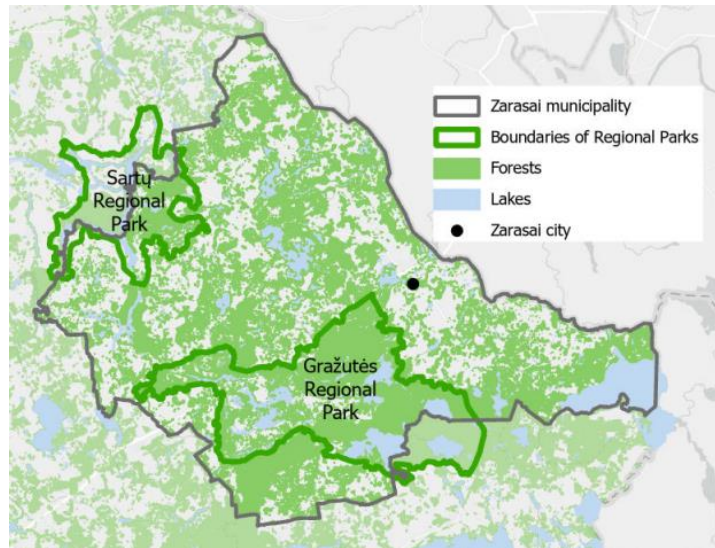 Zarasai municipality
Boundaries of Regional Parks
Forests
Lakes
Zarasai city
Sartų
Regional
Park
Gražutės
Regional
Park